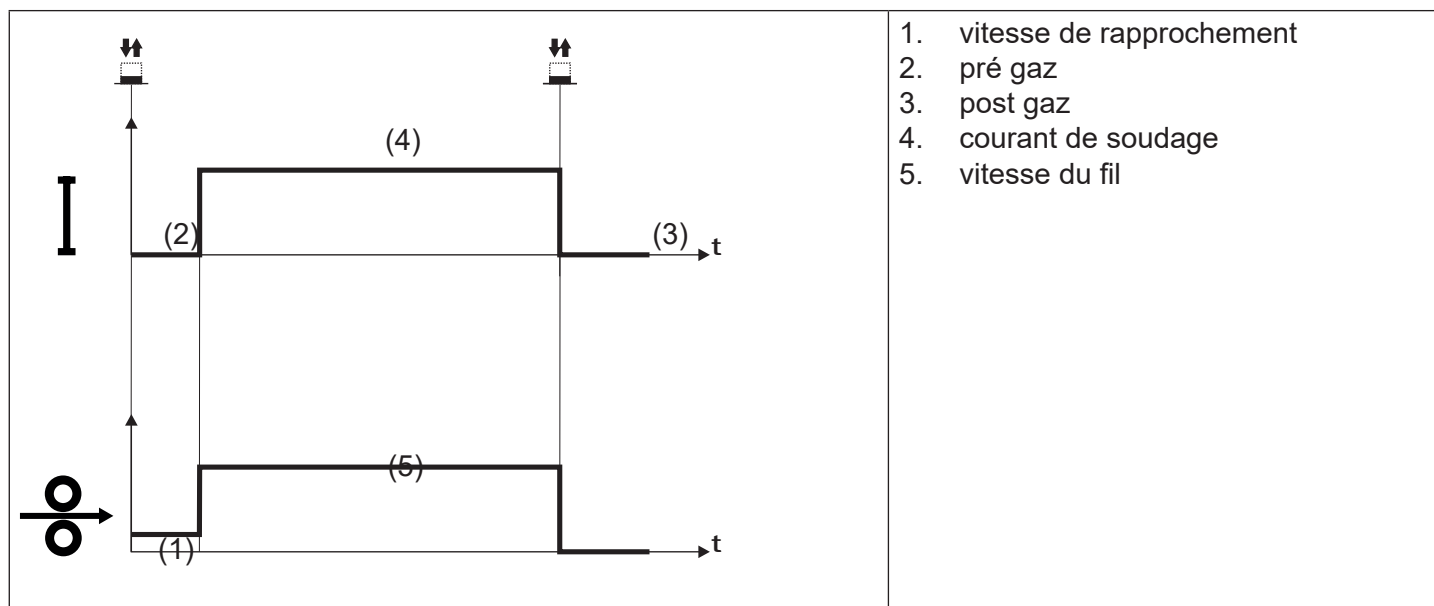 (4)
I
(2)
(3)
t
(5)
(1)
t
1. vitesse de rapprochement
2. pré gaz
3. post gaz
4. courant de soudage
5. vitesse du fil